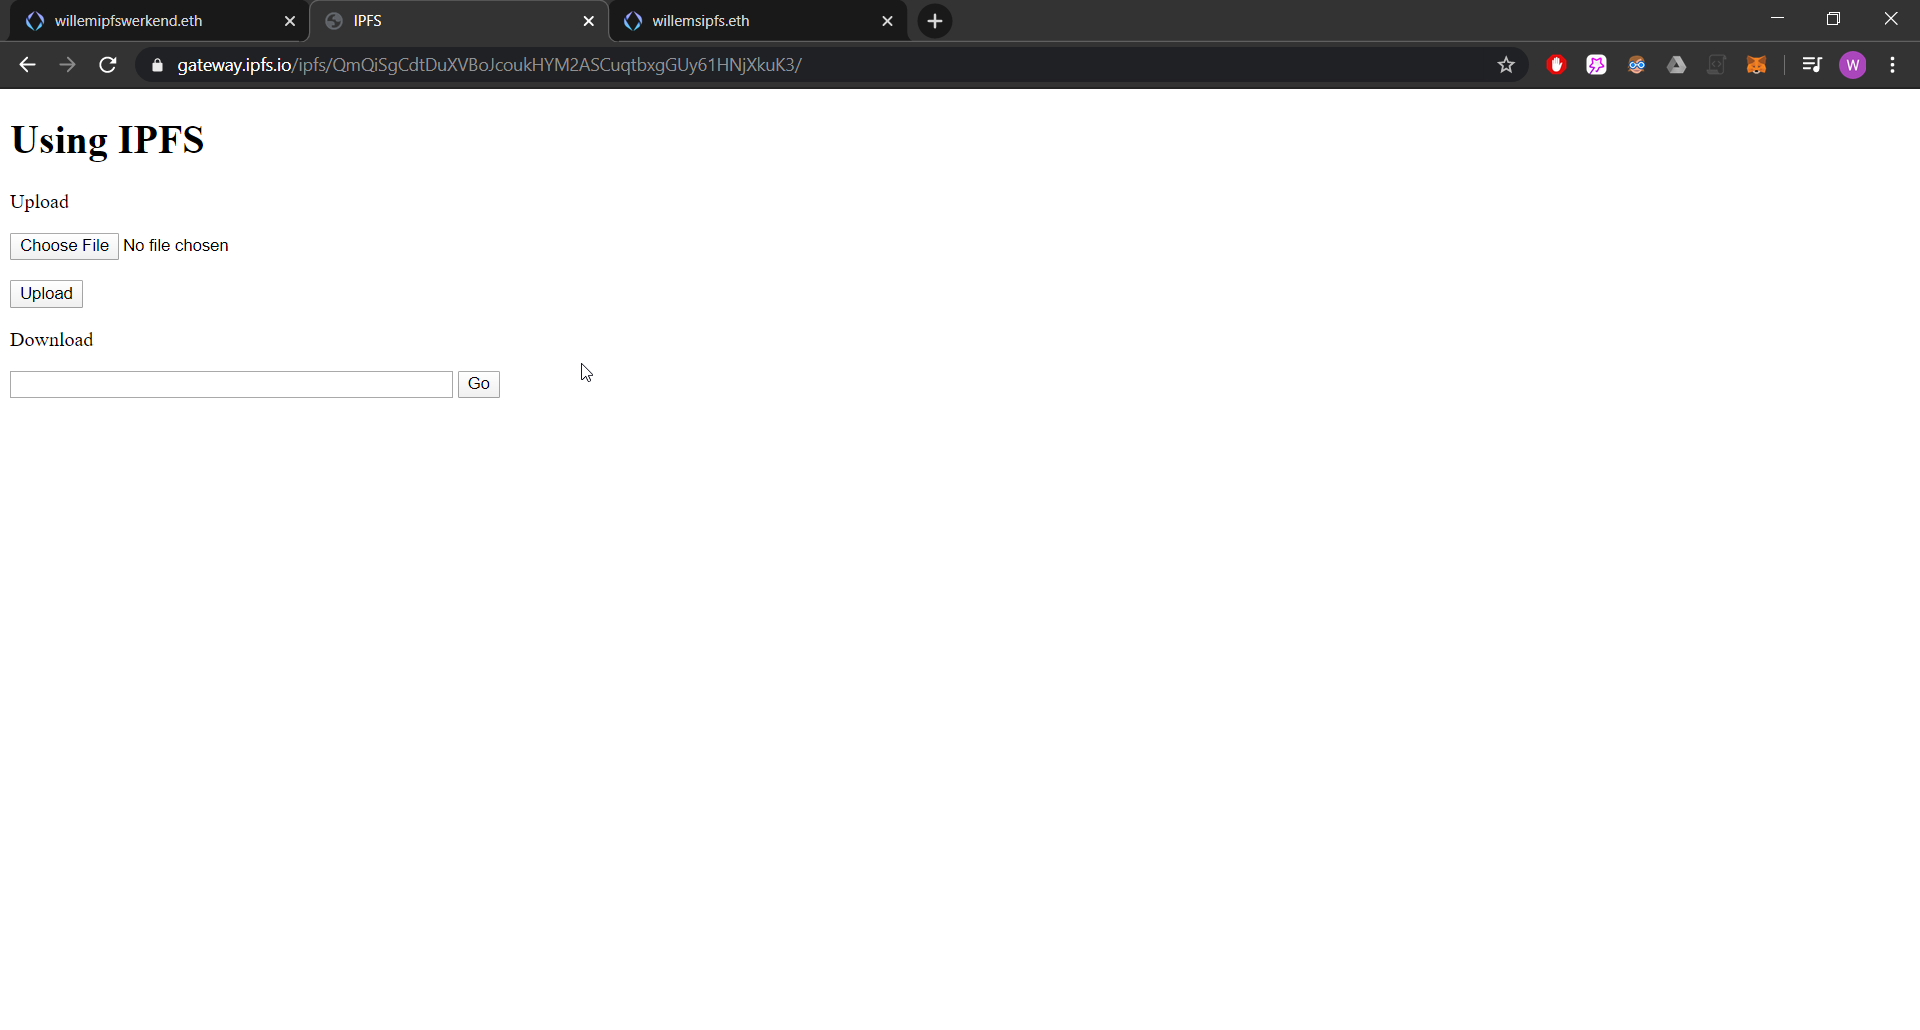 willemipfswerkend.eth
IPFS
willemsipfs.eth
gateway.ipfs.io/ipfs/QmQiSgCdtDuXVBoJcoukHYM2ASCuqtbxgGUy61HNjXkuK3/
W
Using IPFS
Upload
Choose File No file chosen
Upload
Download
Go